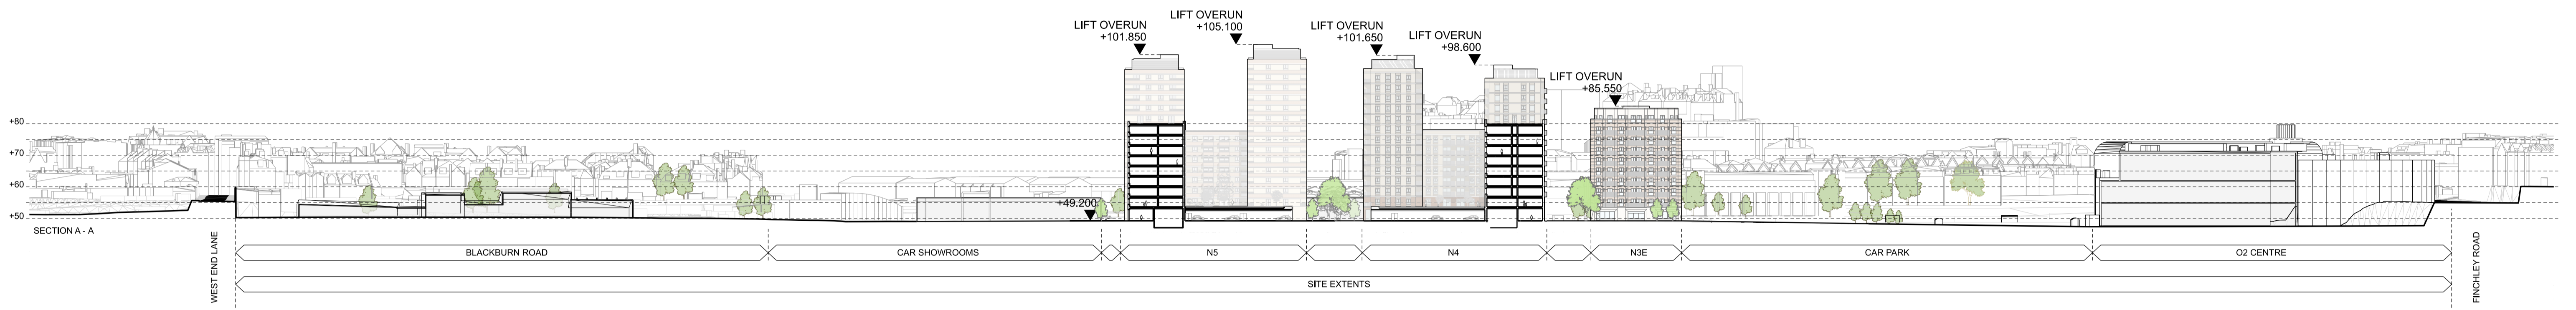 LIFT OVERUN
+101.850
LIFT OVERUN
+105.100
LIFT OVERUN
+101.650
LIFT OVERUN
+98.600
LIFT OVERUN
+85.550
+80
+70
+60
+50
+49.200
SECTION A - A
WEST END LANE
BLACKBURN ROAD
CAR SHOWROOMS
N5
N4
N3E
CAR PARK
O2 CENTRE
FINCHLEY ROAD
SITE EXTENTS